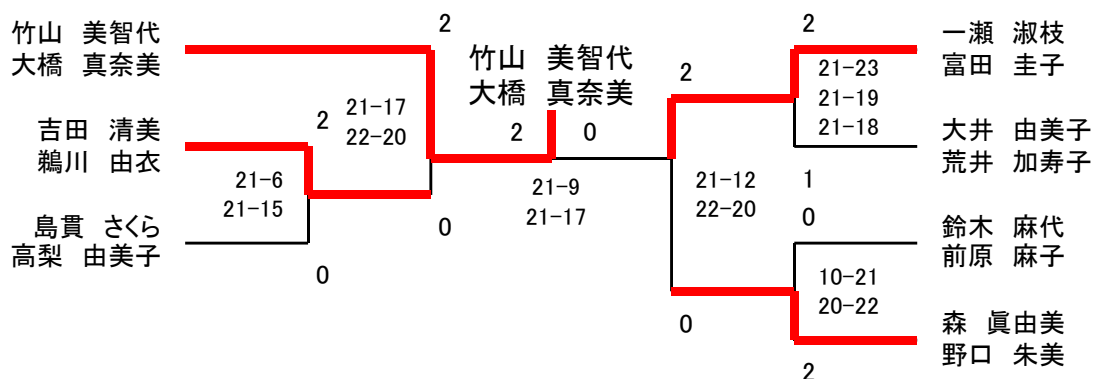 竹山 美智代
大橋 真奈美
吉田 清美
鵜川 由衣
島貫 さくら
高梨 由美子
2
21-6
21-15
0
2
21-17
22-20
0
竹山 美智代
大橋 真奈美
2
0
21-9
21-17
2
21-12
22-20
0
2
21-23
21-19
21-18
1
0
10-21
20-22
2
一瀬 淑枝
富田 圭子
大井 由美子
荒井 加寿子
鈴木 麻代
前原 麻子
森 眞由美
野口 朱美